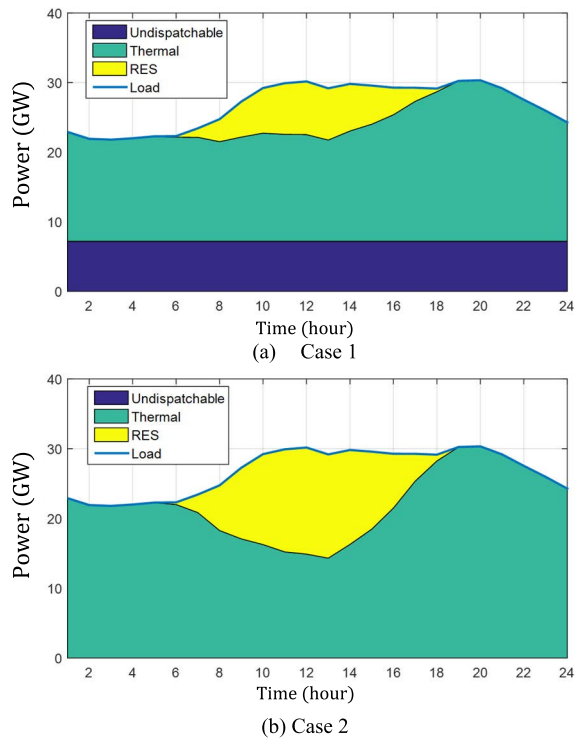 40
30
20
10
0
Power (GW)
Undispatchable
Thermal
RES
Load
2 4 6 8 10 12 14 16 18 20 22 24
Time (hour)
(a) Case 1
40
30
20
10
0
Power (GW)
Undispatchable
Thermal
RES
Load
2 4 6 8 10 12 14 16 18 20 22 24
Time (hour)
(b) Case 2